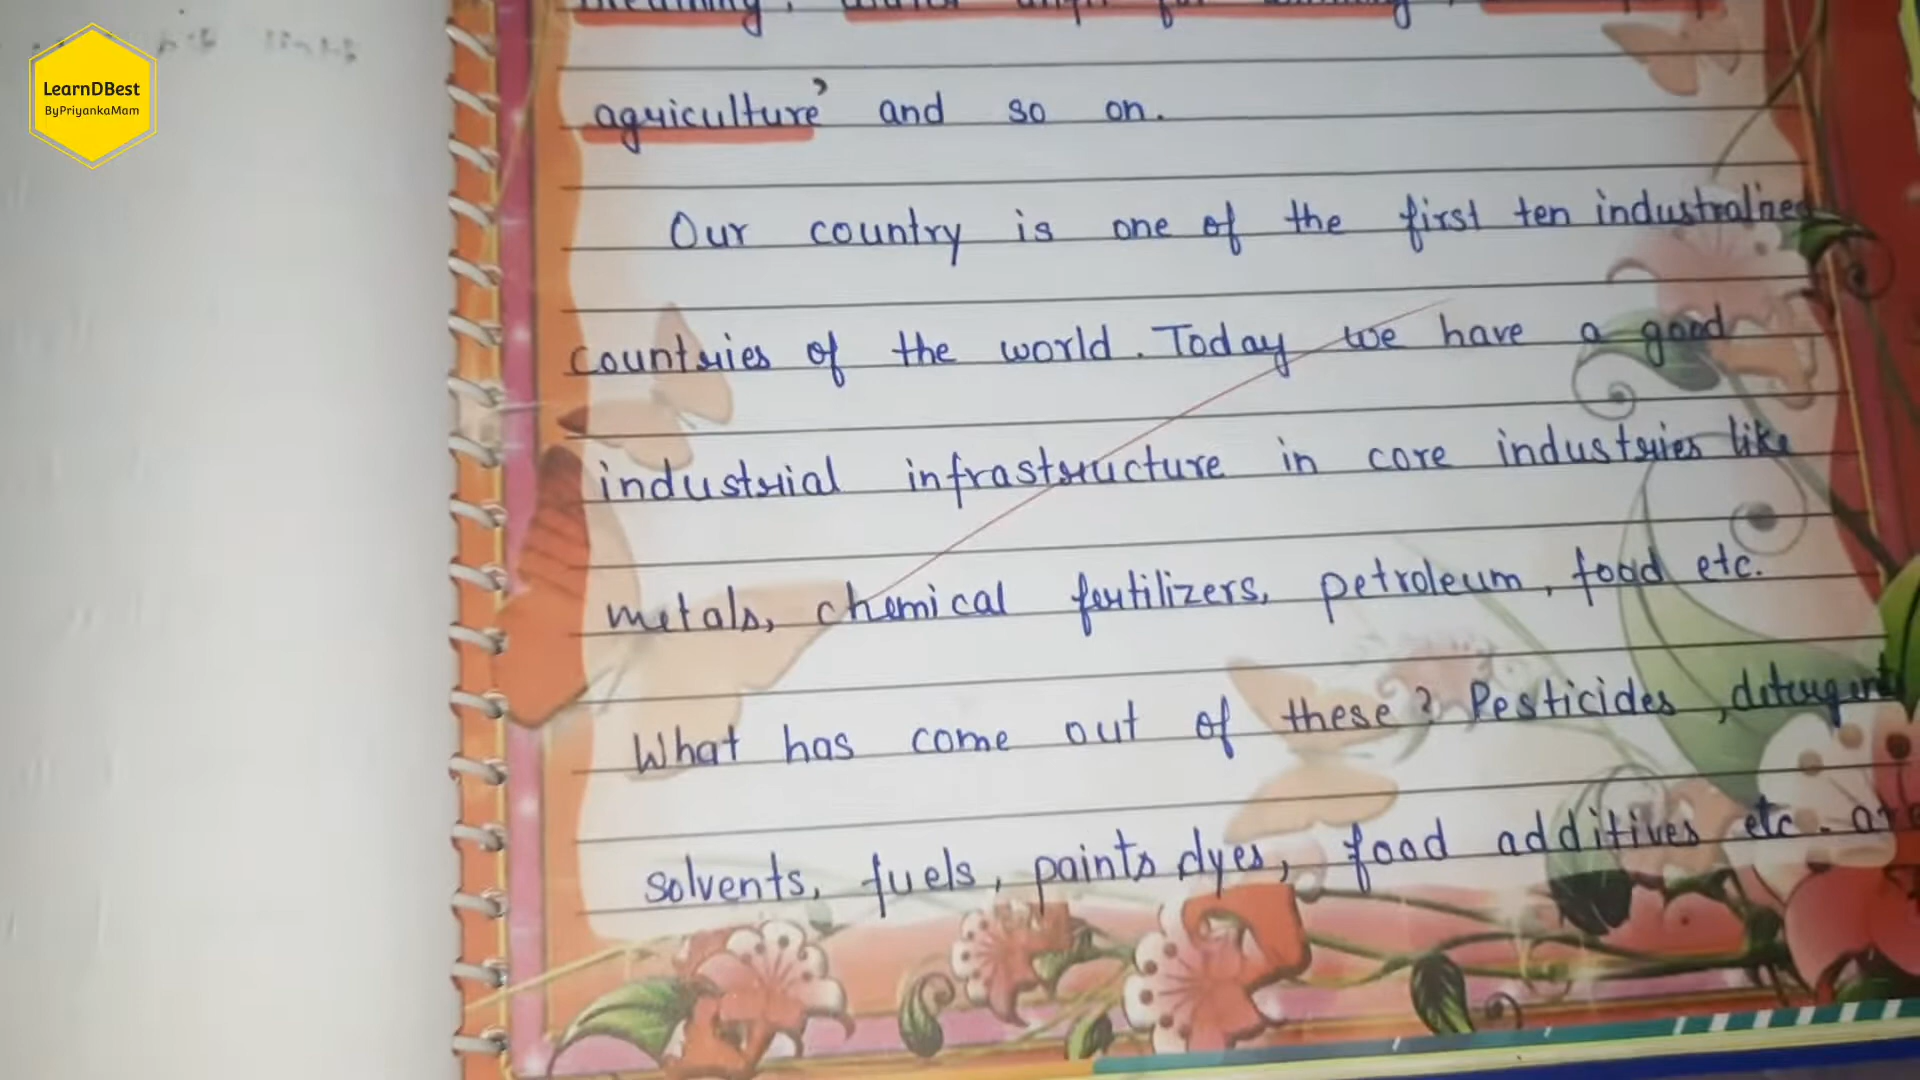 LearnDBest
ByPriyankaMam
agriculture' and so on.
Our country is one of the first ten industralined
countries of the world. Today we have a good
industrial infrastructure in core industries like
metals, chemical fertilizers, petroleum, food etc.
What has come out of these? Pesticides, detergents
solvents, fuels, paints dyes, food additives etc. are